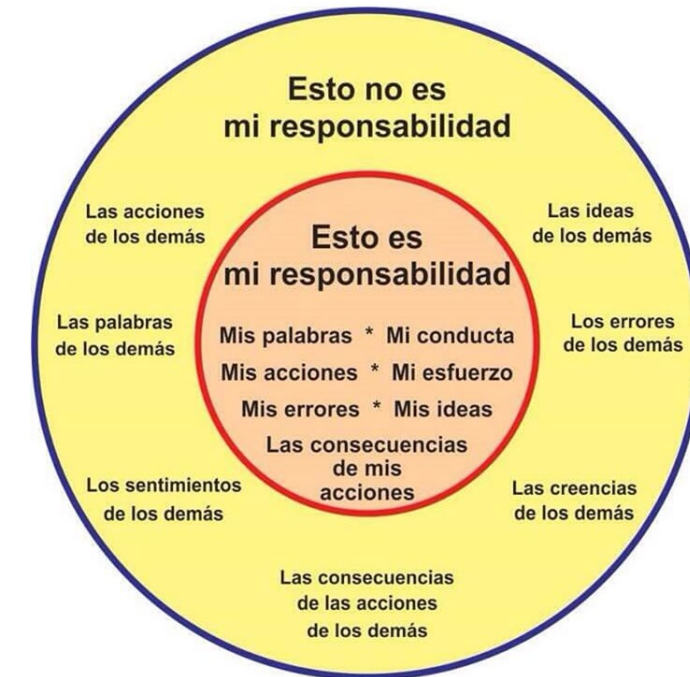 Esto no es
mi responsabilidad
Las acciones
de los demás
Las ideas
de los demás
Esto es
mi responsabilidad
Las palabras
de los demás
Los errores
de los demás
Mis palabras * Mi conducta
Mis acciones * Mi esfuerzo
Mis errores * Mis ideas
Las consecuencias
de mis
acciones
Los sentimientos
de los demás
Las creencias
de los demás
Las consecuencias
de las acciones
de los demás